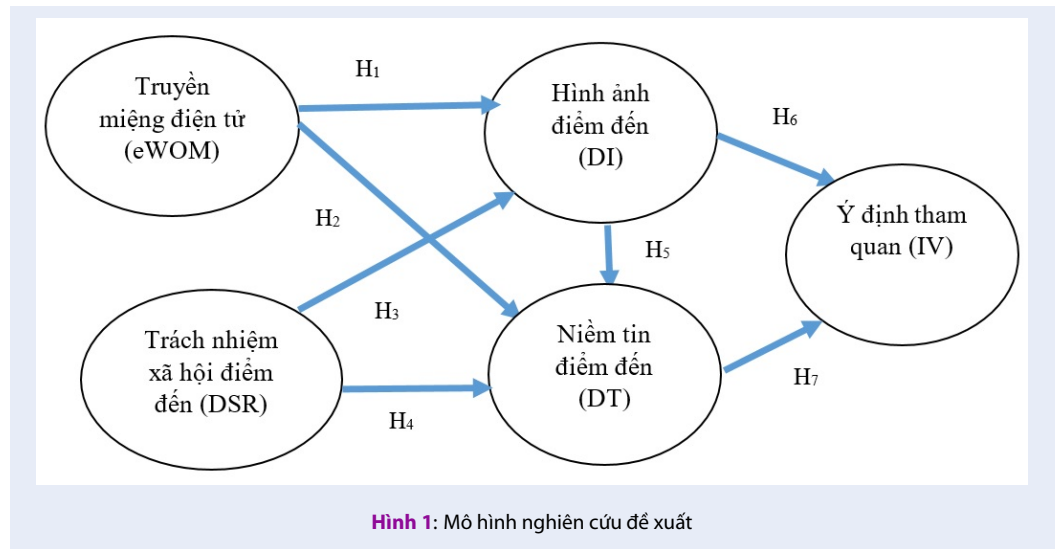 Truyền
miệng điện tử
(eWOM)
H₁
Hình ảnh
điểm đến
(DI)
H₆
Ý định tham
quan (IV)
H₂
H₅
H₃
Trách nhiệm
xã hội điểm
đến (DSR)
Niềm tin
điểm đến
(DT)
H₇
H₄
Hình 1: Mô hình nghiên cứu đề xuất